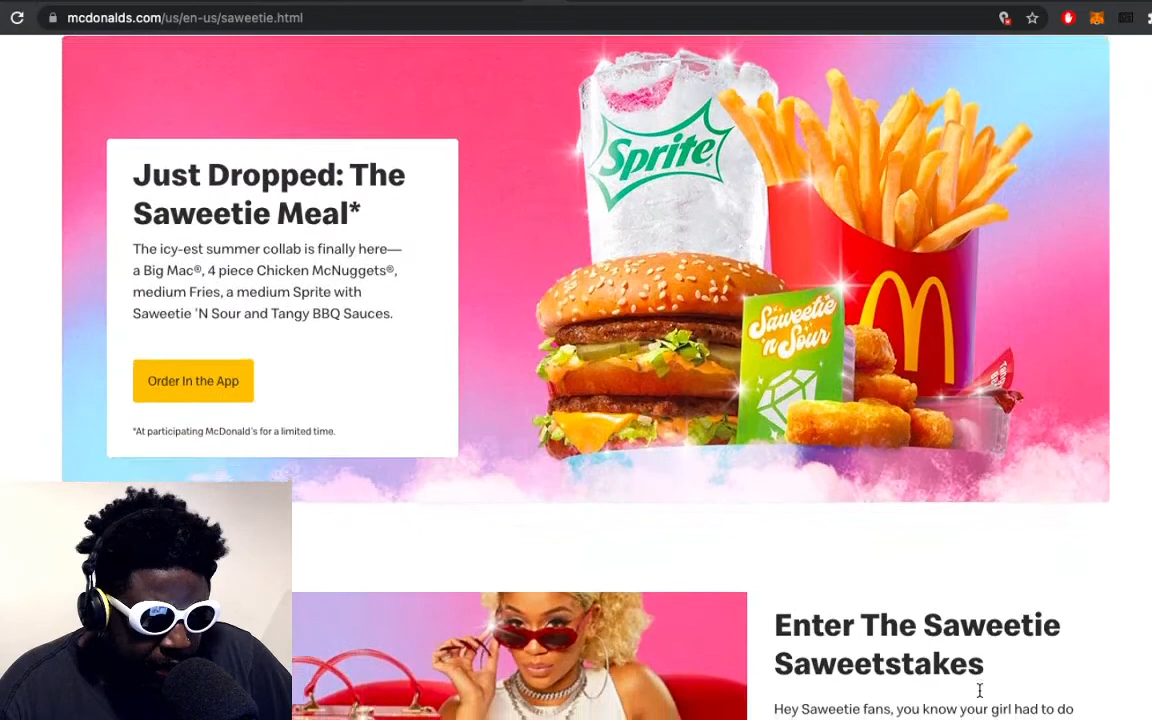 mcdonalds.com/us/en-us/saweetie.html
Just Dropped: The
Saweetie Meal*
The icy-est summer collab is finally here—
a Big Mac®, 4 piece Chicken McNuggets®,
medium Fries, a medium Sprite with
Saweetie 'N Sour and Tangy BBQ Sauces.
Order In the App
*At participating McDonald's for a limited time.
Sprite
Saweetie
'n Sour
Enter The Saweetie
Saweetstakes
Hey Saweetie fans, you know your girl had to do